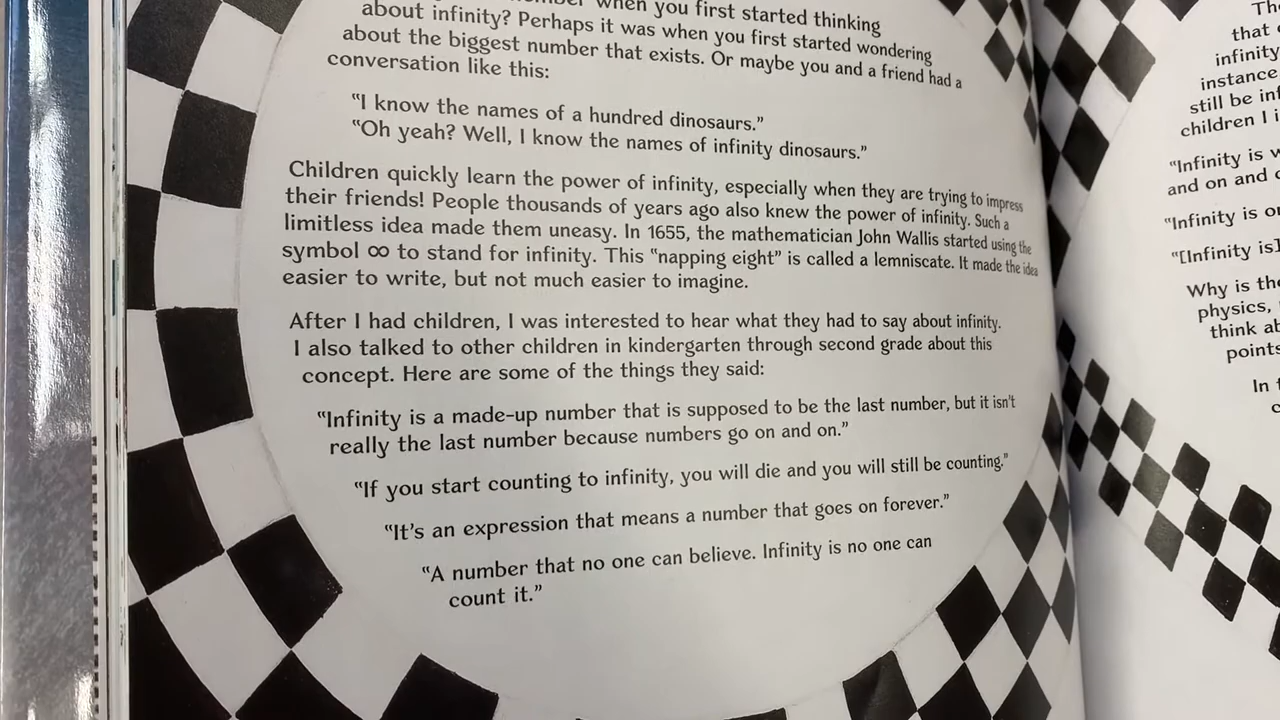 when you first started thinking
about infinity? Perhaps it was when you first started wondering
about the biggest number that exists. Or maybe you and a friend had a
conversation like this:
“I know the names of a hundred dinosaurs.”
“Oh yeah? Well, I know the names of infinity dinosaurs.”
Children quickly learn the power of infinity, especially when they are trying to impress
their friends! People thousands of years ago also knew the power of infinity. Such a
limitless idea made them uneasy. In 1655, the mathematician John Wallis started using the
symbol ∞ to stand for infinity. This “napping eight” is called a lemniscate. It made the idea
easier to write, but not much easier to imagine.
After I had children, I was interested to hear what they had to say about infinity.
I also talked to other children in kindergarten through second grade about this
concept. Here are some of the things they said:
“Infinity is a made-up number that is supposed to be the last number, but it isn’t
really the last number because numbers go on and on.”
“If you start counting to infinity, you will die and you will still be counting.”
“It’s an expression that means a number that goes on forever.”
“A number that no one can believe. Infinity is no one can
count it.”
that
infinity
instance
still be
children I
“Infinity is
and on and
“Infinity is
“[Infinity is]
Why is
physics,
think
points
In